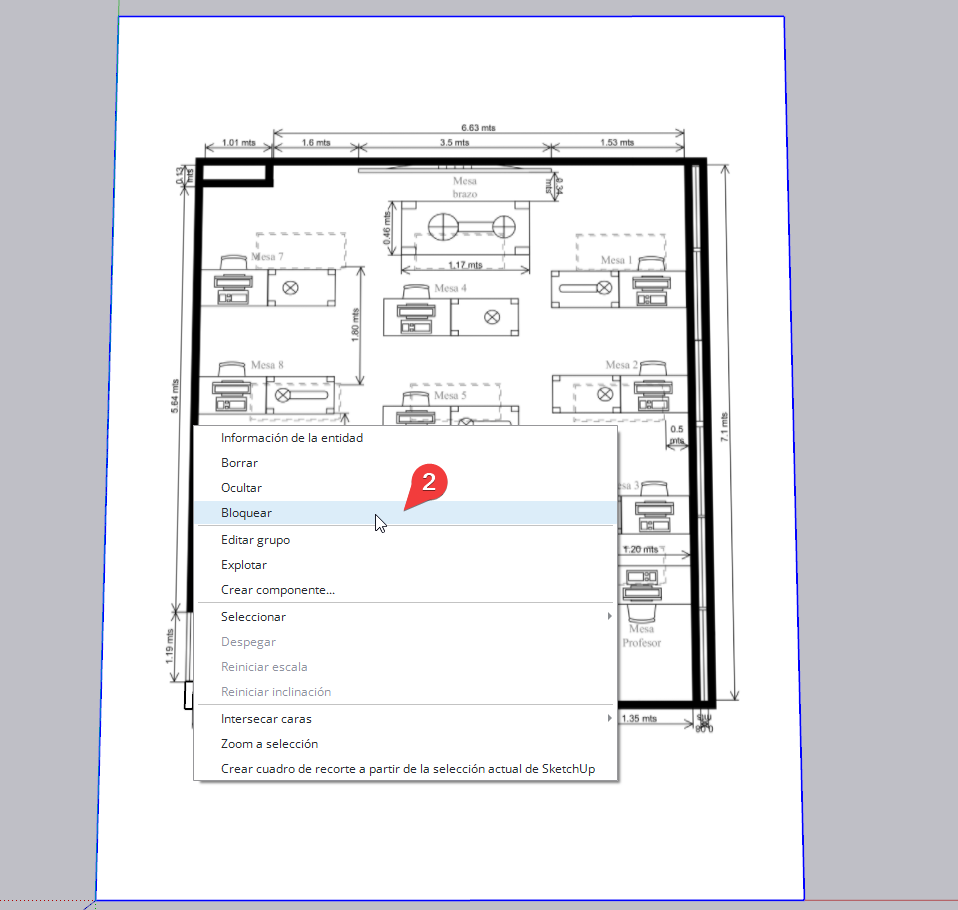 6.63 mts
1.01 mts
1.6 mts
3.5 mts
1.53 mts
0.13
mts
Mesa
brazo
0.34
mts
0.46 mts
1.17 mts
Mesa 7
Mesa 1
Mesa 4
1.80 mts
Mesa 8
Mesa 2
Mesa 5
5.64 mts
7.1 mts
0.5
mts
Información de la entidad
Borrar
Ocultar
2
Bloquear
Editar grupo
Explotar
Crear componente...
Seleccionar
Despegar
Reiniciar escala
Reiniciar inclinación
Intersecar caras
Zoom a selección
Crear cuadro de recorte a partir de la selección actual de SketchUp
sa 3
1.20 mts
Mesa
Profesor
1.19 mts
1.35 mts